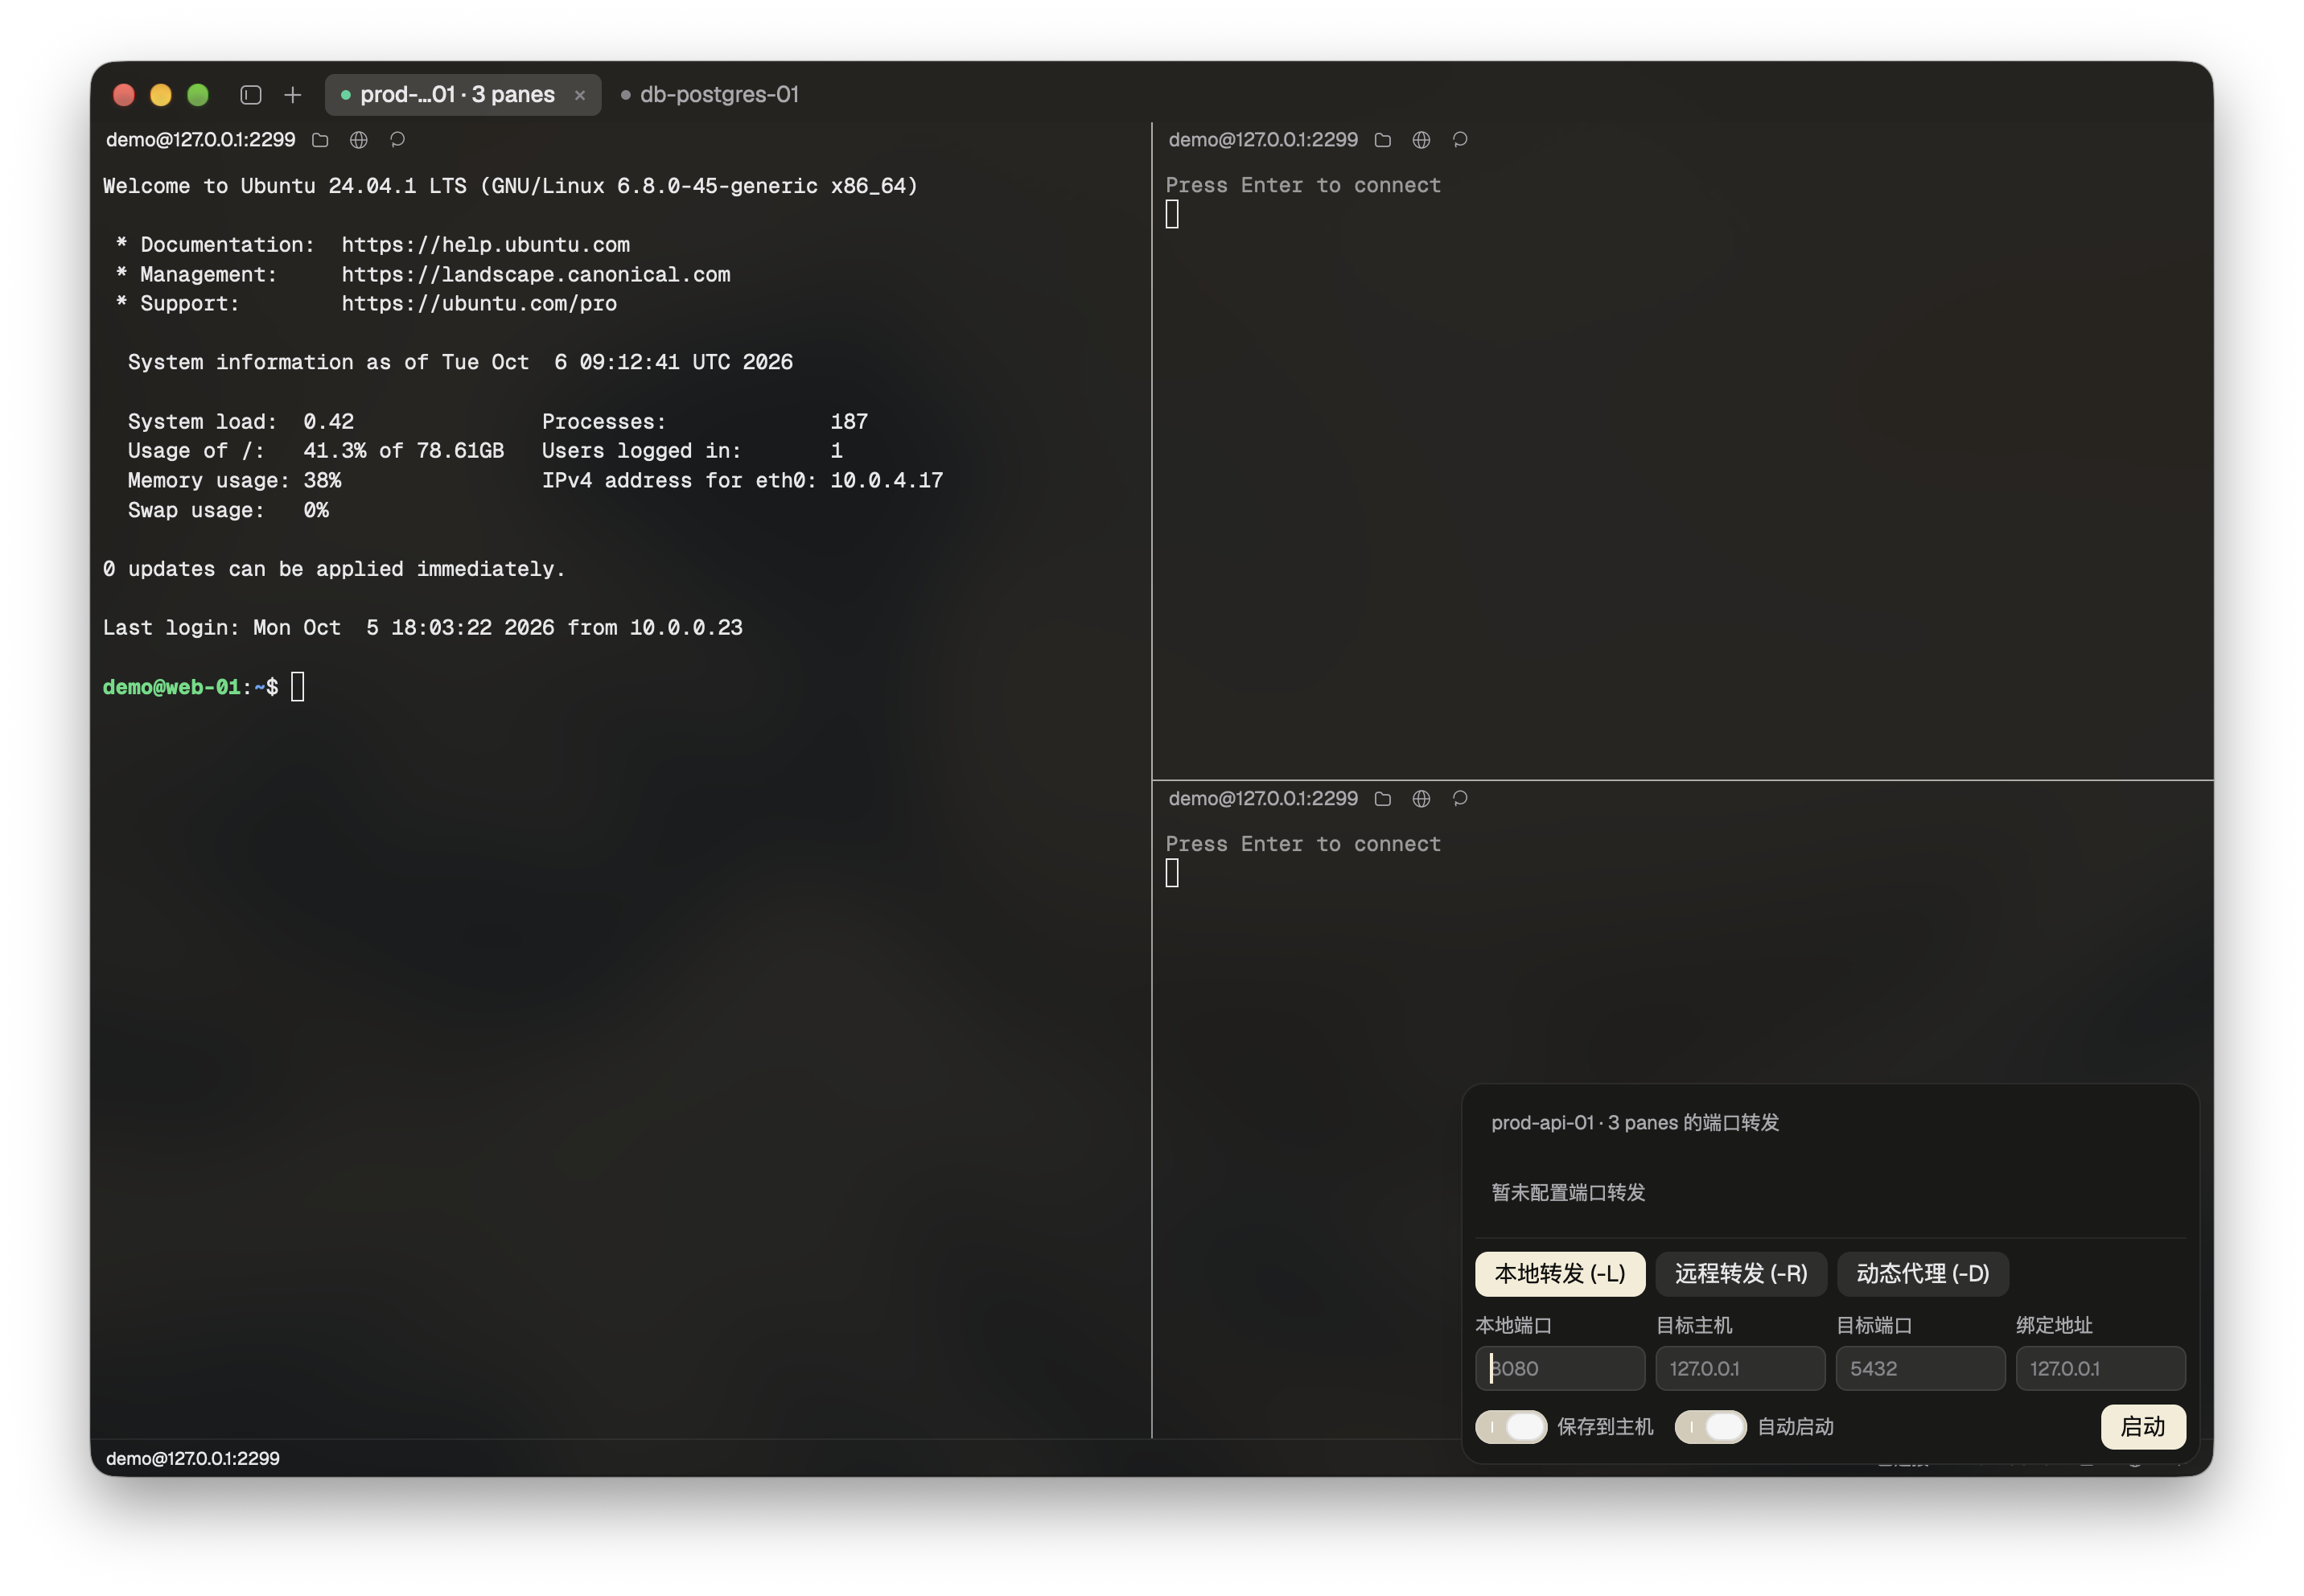 prod-...01 · 3 panes ×
db-postgres-01
demo@127.0.0.1:2299
Welcome to Ubuntu 24.04.1 LTS (GNU/Linux 6.8.0-45-generic x86_64)
* Documentation:  https://help.ubuntu.com
* Management:     https://landscape.canonical.com
* Support:        https://ubuntu.com/pro
System information as of Tue Oct  6 09:12:41 UTC 2026
System load:  0.42               Processes:             187
Usage of /:   41.3% of 78.61GB   Users logged in:       1
Memory usage: 38%                IPv4 address for eth0: 10.0.4.17
Swap usage:   0%
0 updates can be applied immediately.
Last login: Mon Oct  5 18:03:22 2026 from 10.0.0.23
demo@web-01:~$
demo@127.0.0.1:2299
Press Enter to connect
demo@127.0.0.1:2299
Press Enter to connect
prod-api-01 · 3 panes 的端口转发
暂未配置端口转发
本地转发 (-L) 远程转发 (-R) 动态代理 (-D)
本地端口 目标主机 目标端口 绑定地址
8080 127.0.0.1 5432 127.0.0.1
保存到主机 自动启动 启动
demo@127.0.0.1:2299